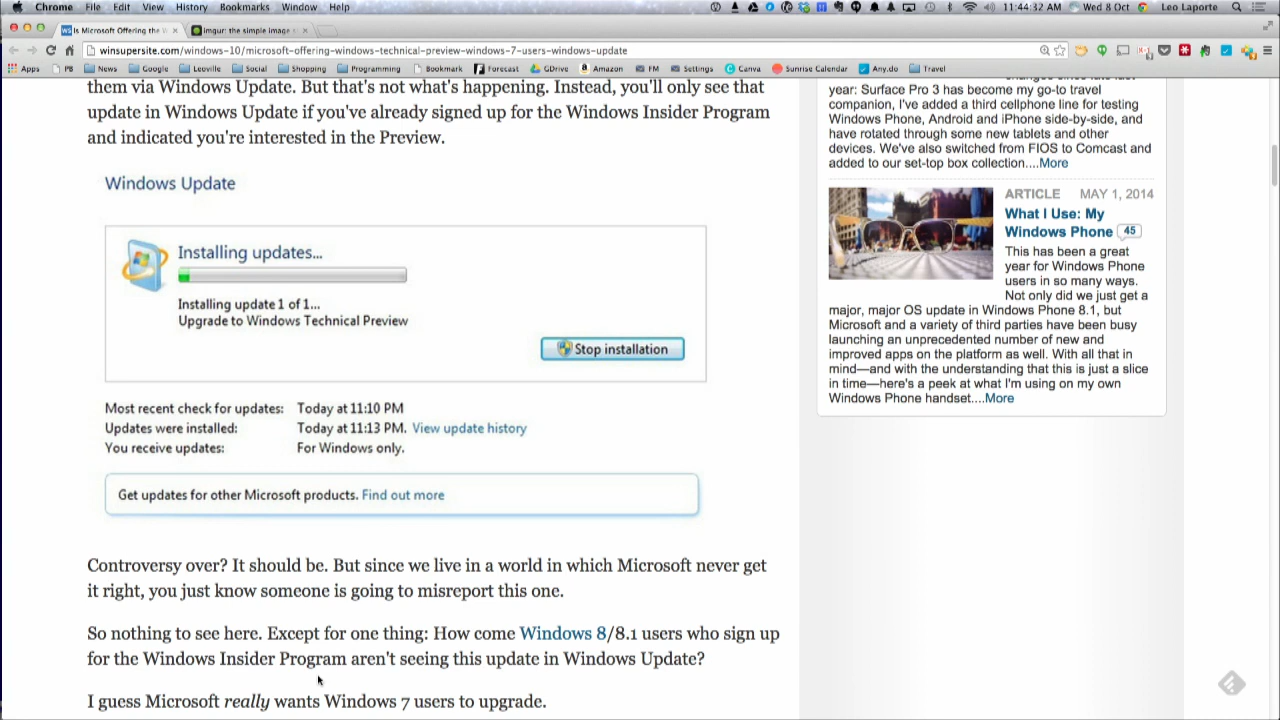 Chrome File Edit View History Bookmarks Window Help
11:44:32 AM Wed 8 Oct Leo Laporte
Is Microsoft Offering the
imgur: the simple image
winsupersite.com/windows-10/microsoft-offering-windows-technical-preview-windows-7-users-windows-update
Apps PB News Google Leoville Social Shopping Programming Bookmark Forecast GDrive Amazon FM Settings Canva Sunrise Calendar Any.do Travel
them via Windows Update. But that's not what's happening. Instead, you'll only see that
update in Windows Update if you've already signed up for the Windows Insider Program
and indicated you're interested in the Preview.
Windows Update
Installing updates...
Installing update 1 of 1...
Upgrade to Windows Technical Preview
Stop installation
Most recent check for updates: Today at 11:10 PM
Updates were installed: Today at 11:13 PM. View update history
You receive updates: For Windows only.
Get updates for other Microsoft products. Find out more
Controversy over? It should be. But since we live in a world in which Microsoft never get
it right, you just know someone is going to misreport this one.
So nothing to see here. Except for one thing: How come Windows 8/8.1 users who sign up
for the Windows Insider Program aren't seeing this update in Windows Update?
I guess Microsoft really wants Windows 7 users to upgrade.
year: Surface Pro 3 has become my go-to travel
companion, I've added a third cellphone line for testing
Windows Phone, Android and iPhone side-by-side, and
have rotated through some new tablets and other
devices. We've also switched from FIOS to Comcast and
added to our set-top box collection....More
ARTICLE MAY 1, 2014
What I Use: My
Windows Phone 45
This has been a great
year for Windows Phone
users in so many ways.
Not only did we just get a
major, major OS update in Windows Phone 8.1, but
Microsoft and a variety of third parties have been busy
launching an unprecedented number of new and
improved apps on the platform as well. With all that in
mind—and with the understanding that this is just a slice
in time—here's a peek at what I'm using on my own
Windows Phone handset....More